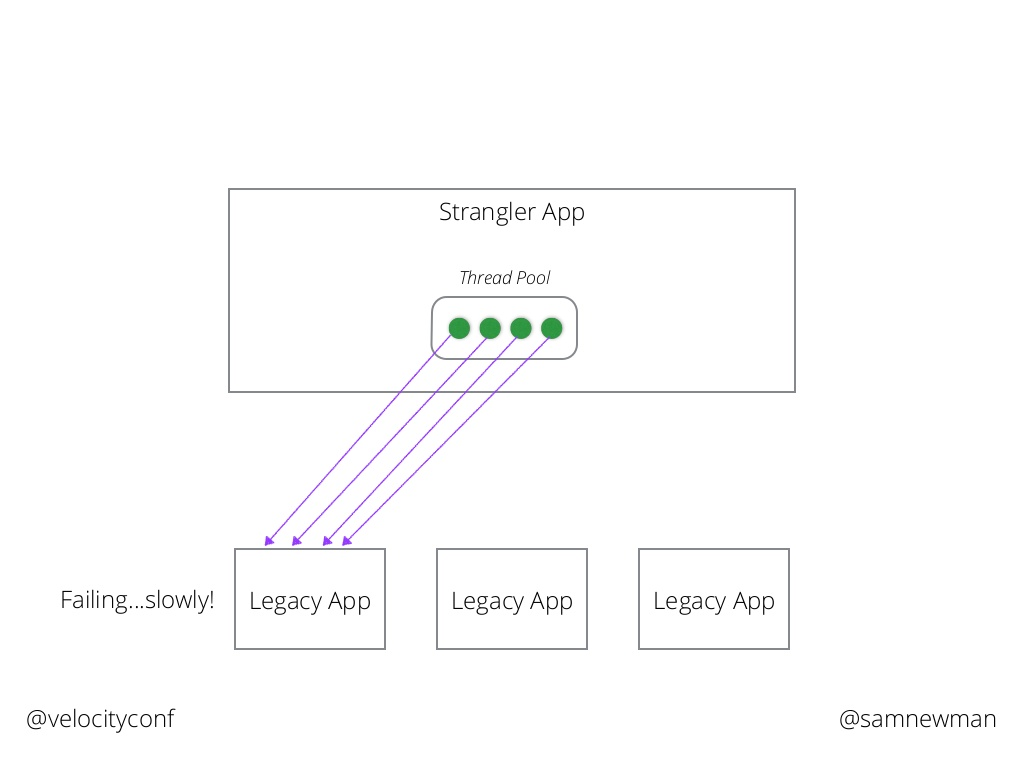 Strangler App
Thread Pool
Failing...slowly!
Legacy App
Legacy App
Legacy App
@velocityconf
@samnewman